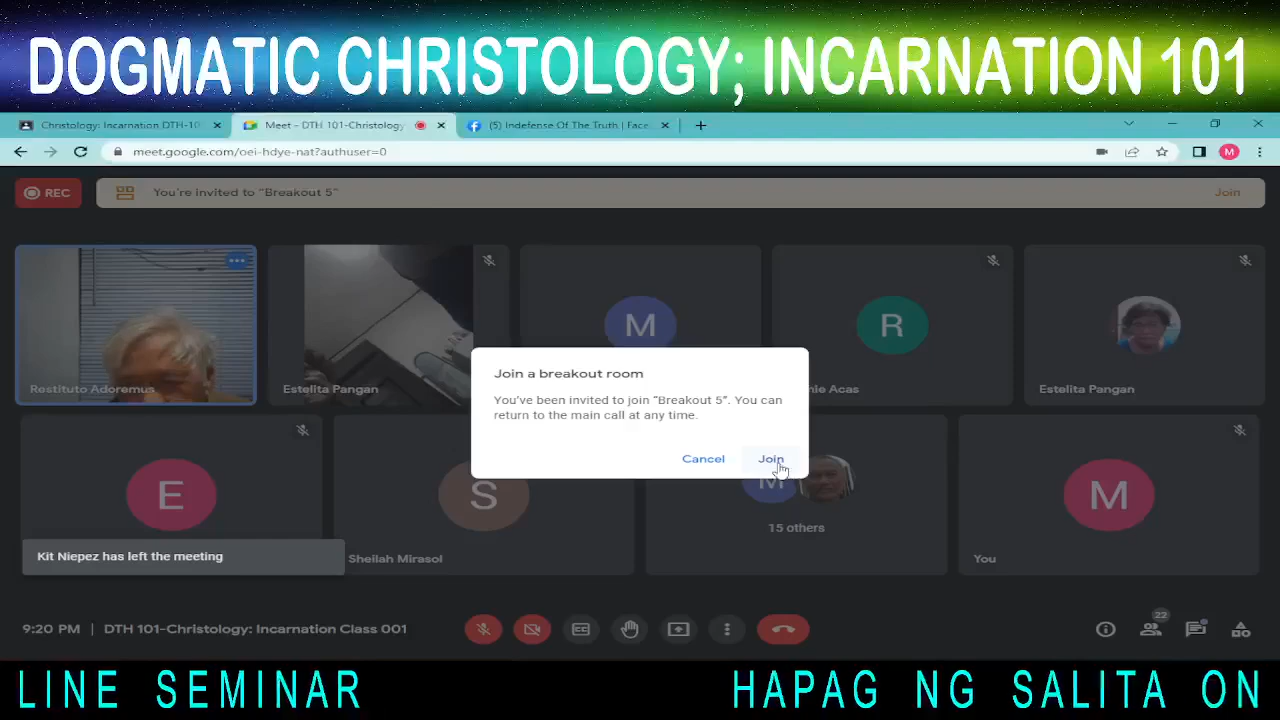 DOGMATIC CHRISTOLOGY; INCARNATION 101
Christology: Incarnation DTH-10
Meet - DTH 101-Christology
(5) Indefense Of The Truth | Face
meet.google.com/oei-hdye-nat?authuser=0
M
REC
You're invited to "Breakout 5"
Join
M
R
Restituto Adoremus
Estelita Pangan
Acas
Estelita Pangan
Join a breakout room
You've been invited to join "Breakout 5". You can
return to the main call at any time.
Cancel
Join
E
S
M
M
15 others
Kit Niepez has left the meeting
Sheilah Mirasol
You
9:20 PM | DTH 101-Christology: Incarnation Class 001
22
LINE SEMINAR
HAPAG NG SALITA ON